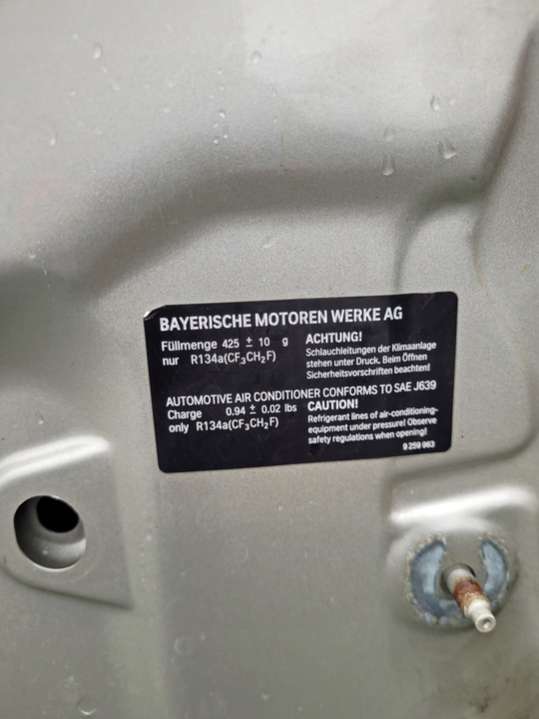 BAYERISCHE MOTOREN WERKE AG
Füllmenge 425 ± 10 g
nur R134a(CF₃CH₂F)
ACHTUNG!
Schlauchleitungen der Klimaanlage
stehen unter Druck. Beim Öffnen
Sicherheitsvorschriften beachten!
AUTOMOTIVE AIR CONDITIONER CONFORMS TO SAE J639
Charge 0.94 ± 0.02 lbs
only R134a(CF₃CH₂F)
CAUTION!
Refrigerant lines of air-conditioning-
equipment under pressure! Observe
safety regulations when opening!
9 259 963